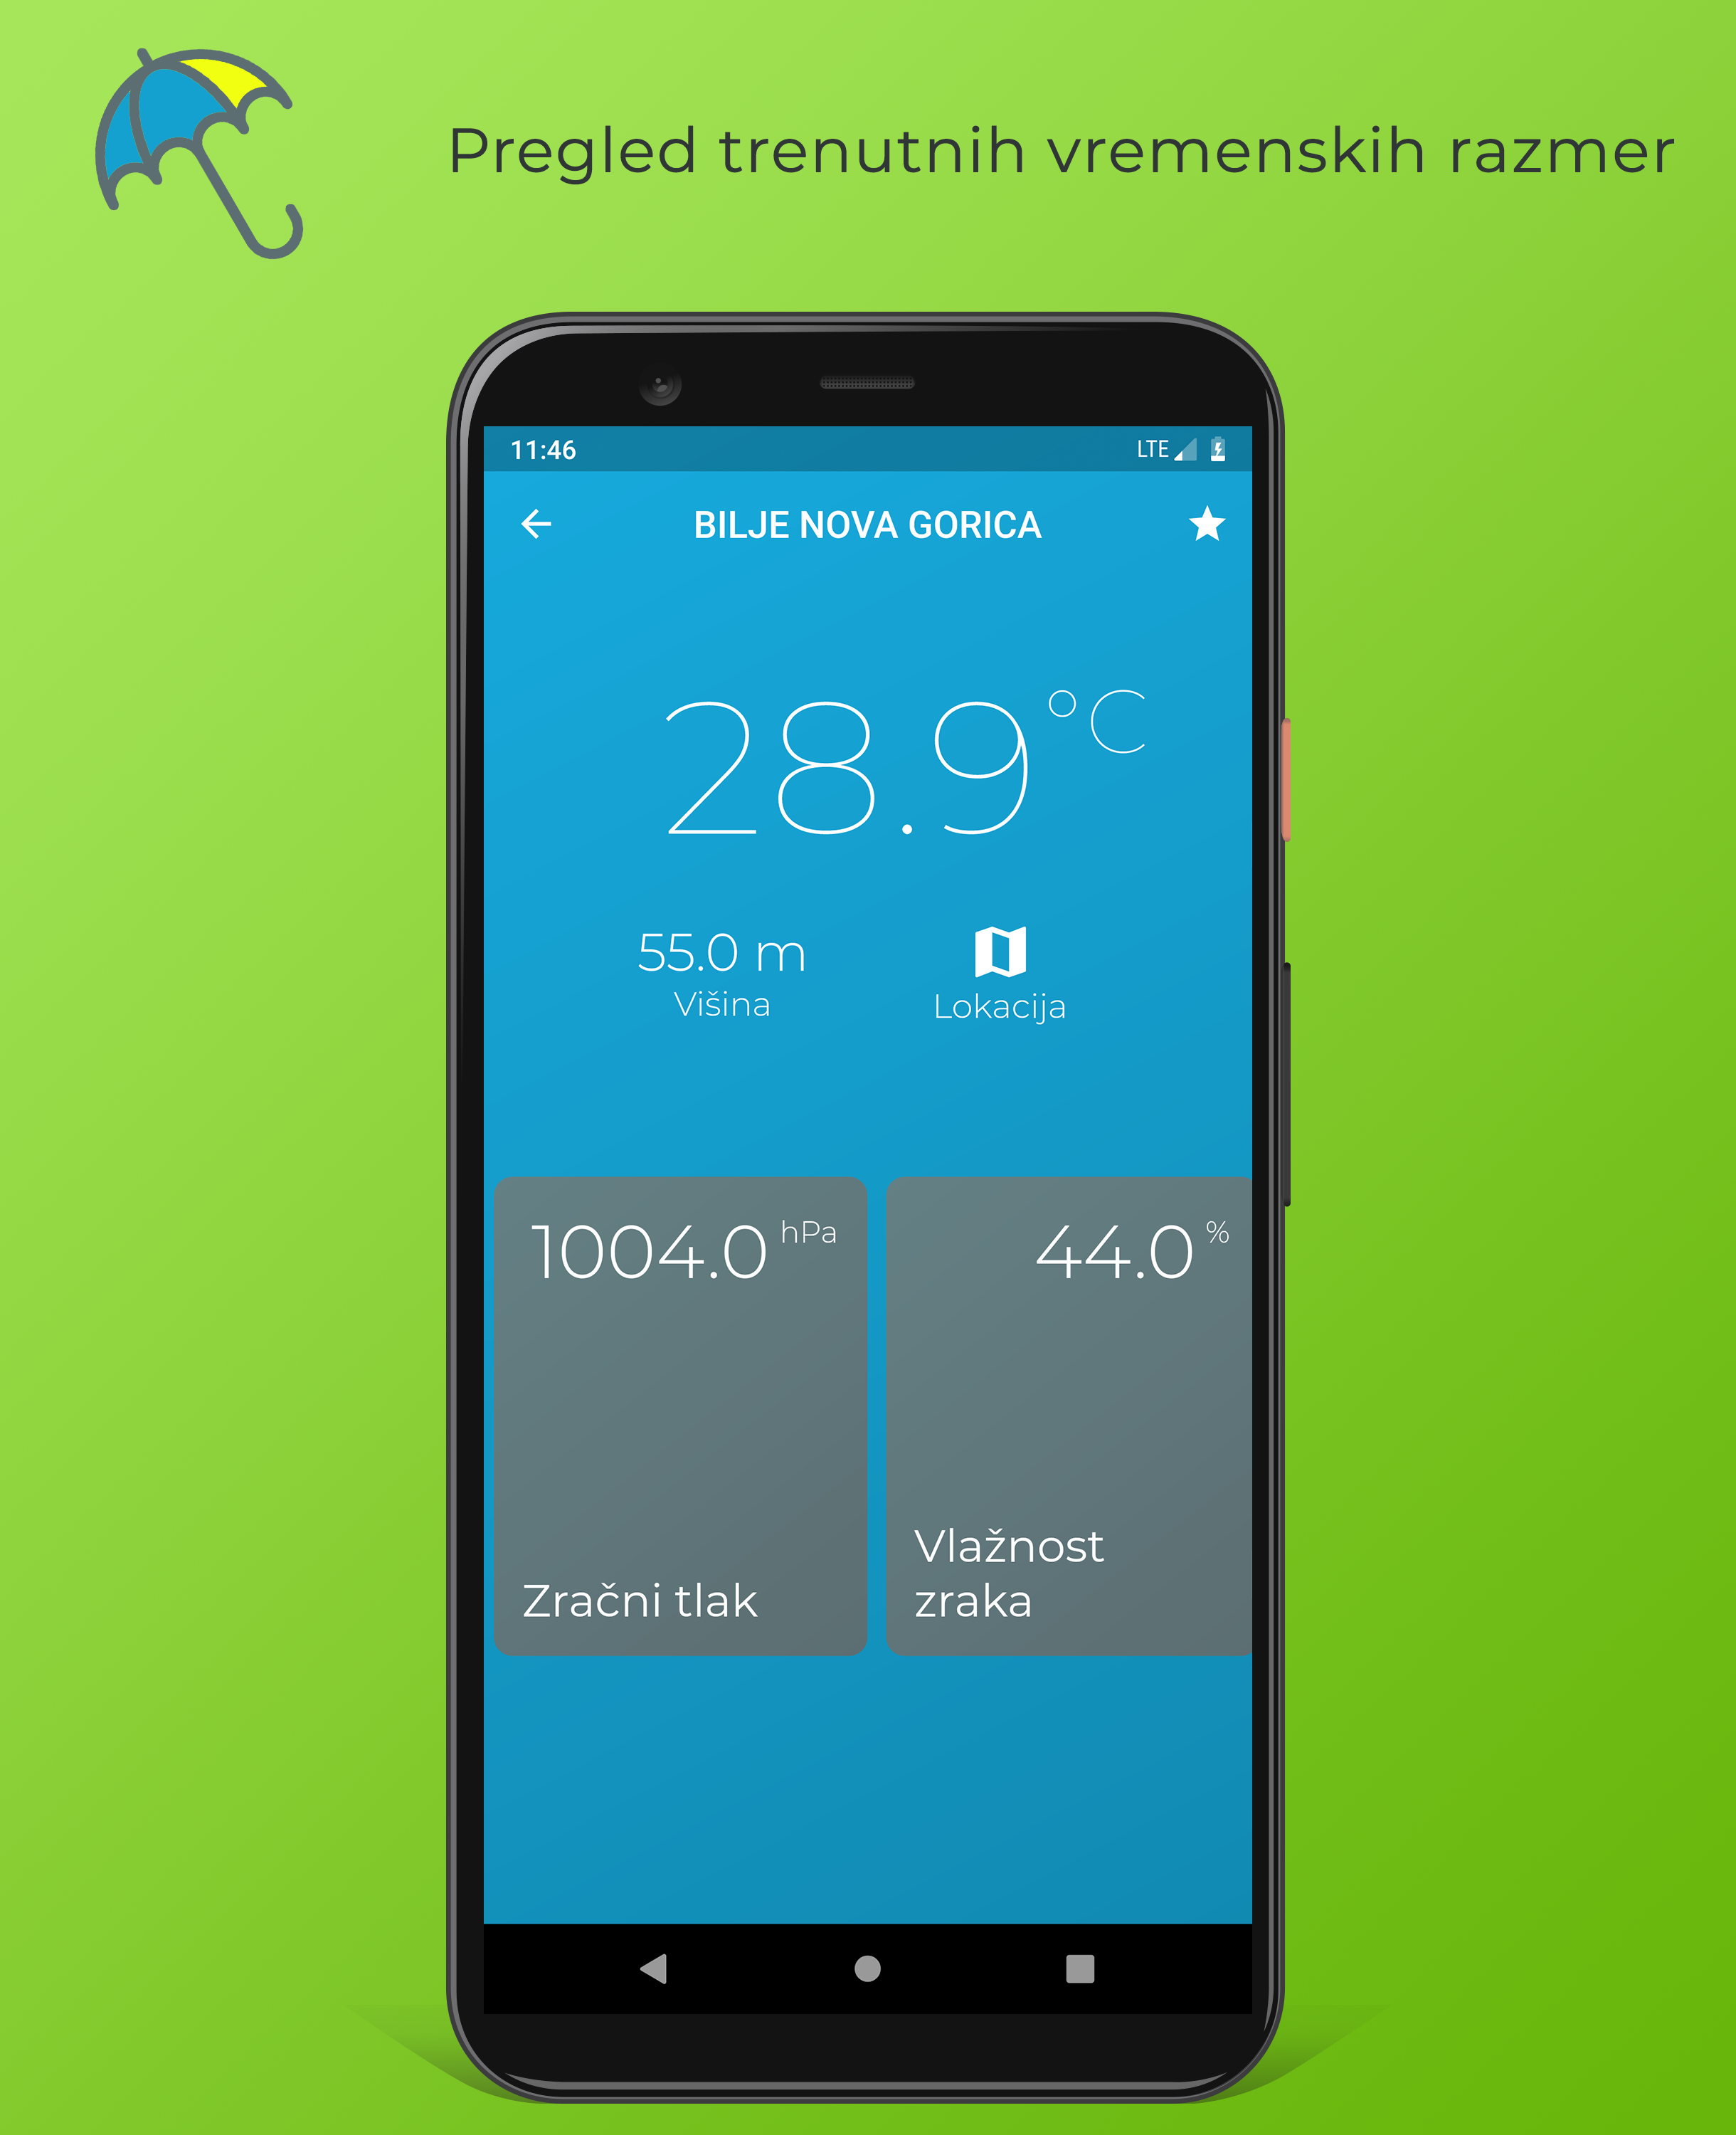 Pregled trenutnih vremenskih razmer
11:46
LTE
BILJE NOVA GORICA
28.9 °C
55.0 m
Višina
Lokacija
1004.0 hPa
Zračni tlak
44.0 %
Vlažnost
zraka